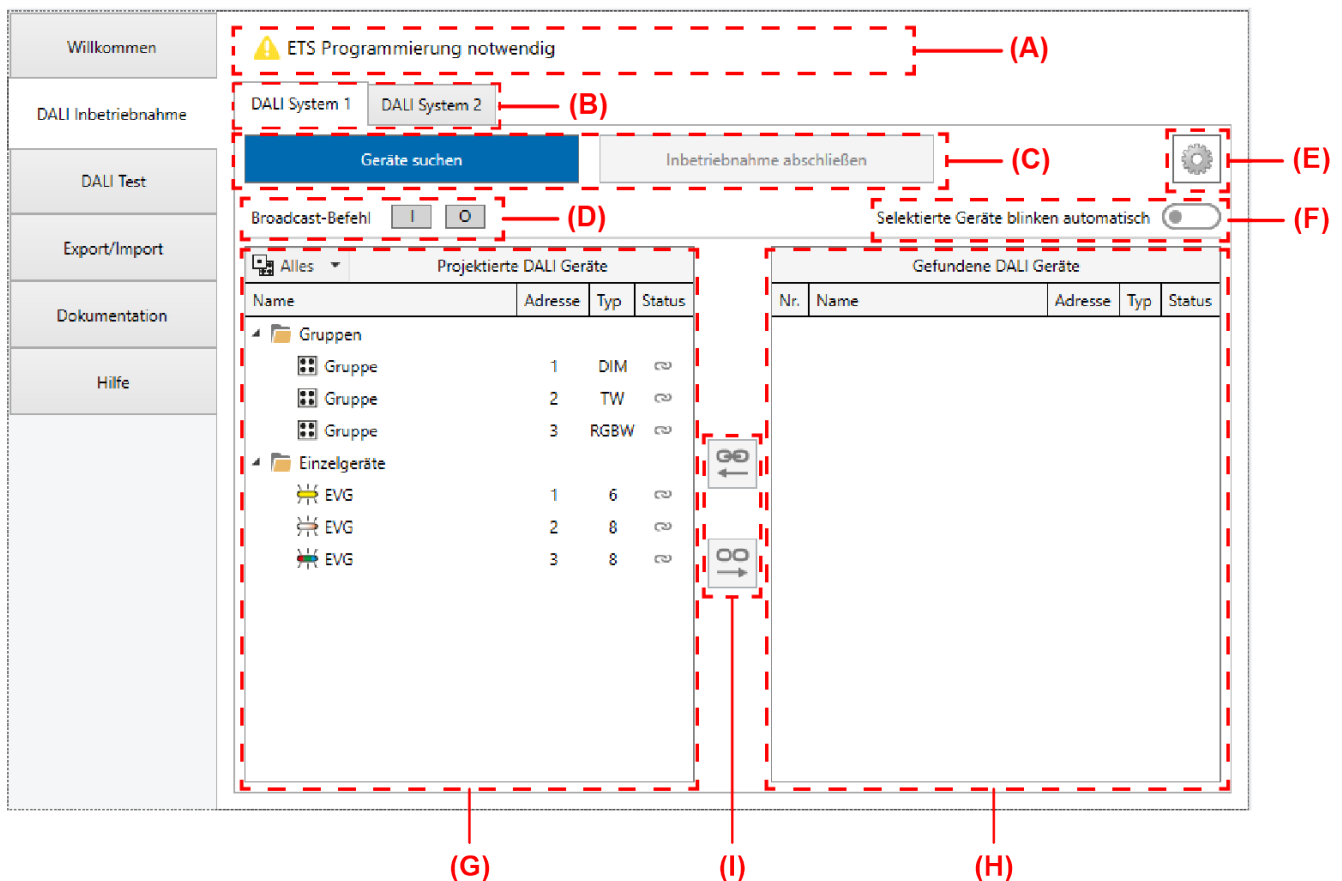 Willkommen
DALI Inbetriebnahme
DALI Test
Export/Import
Dokumentation
Hilfe
ETS Programmierung notwendig
(A)
DALI System 1 DALI System 2
(B)
Geräte suchen Inbetriebnahme abschließen
(C)
(E)
Broadcast-Befehl I O
(D)
Selektierte Geräte blinken automatisch
(F)
Alles Projektierte DALI Geräte
Name Adresse Typ Status
Gruppen
Gruppe 1 DIM
Gruppe 2 TW
Gruppe 3 RGBW
Einzelgeräte
EVG 1 6
EVG 2 8
EVG 3 8
Gefundene DALI Geräte
Nr. Name Adresse Typ Status
(G) (I) (H)